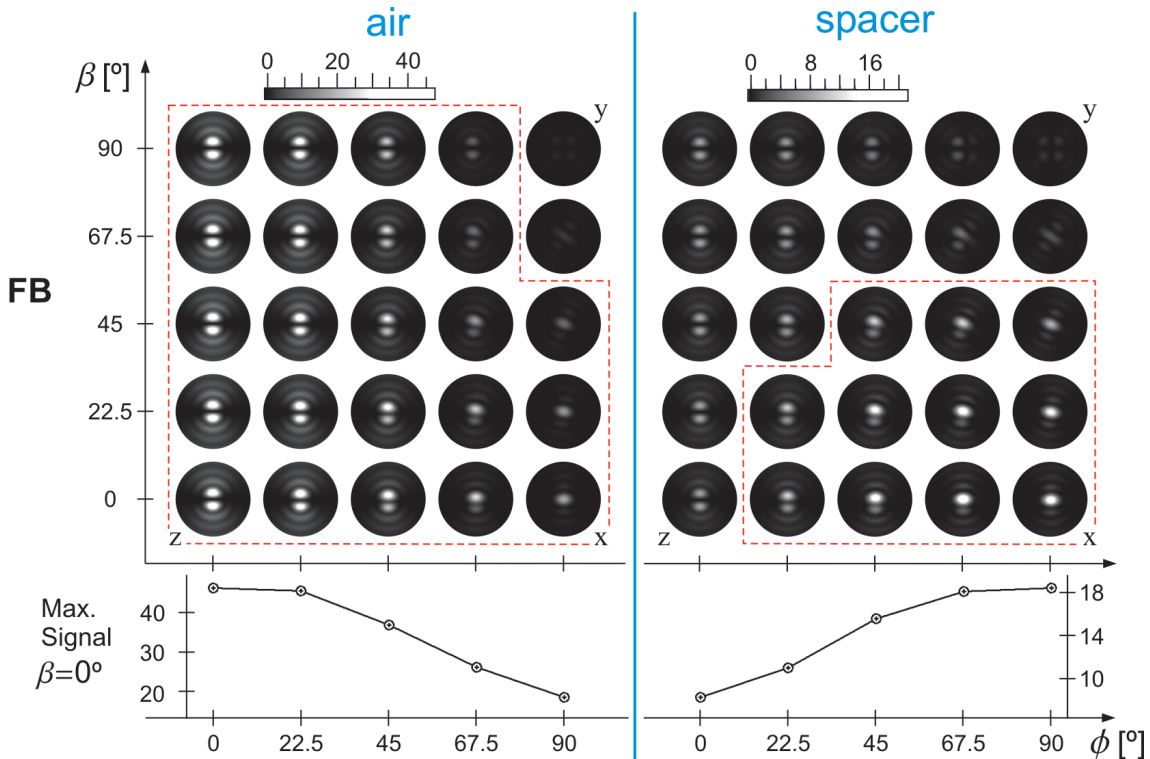 air
spacer
β [º]
0 20 40
0 8 16
y
y
90
67.5
FB
45
22.5
0
z
x
z
x
Max.
Signal
β=0º
40
30
20
18
14
10
0 22.5 45 67.5 90
0 22.5 45 67.5 90
ϕ [º]